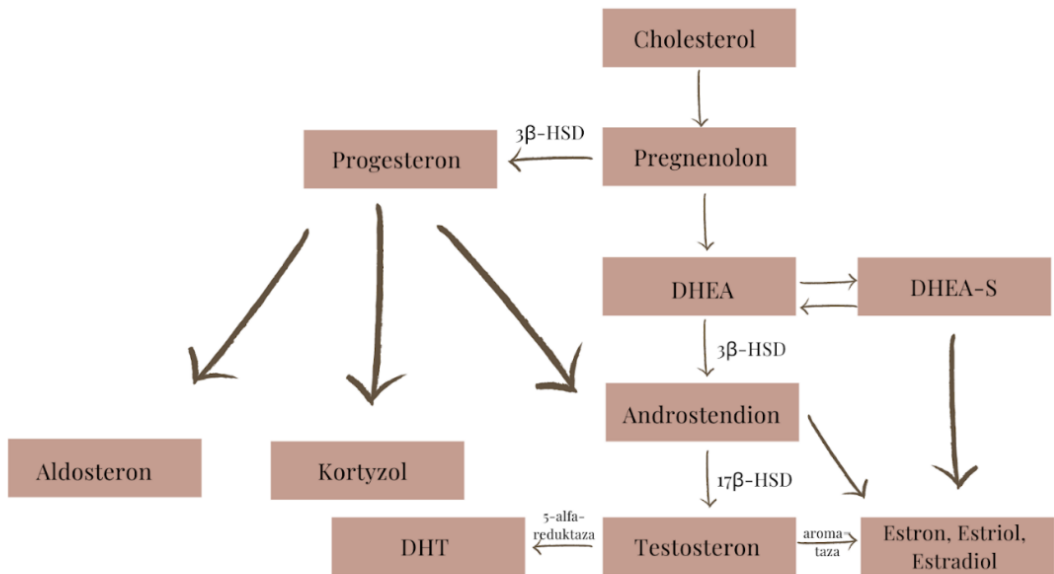 Cholesterol
3β-HSD
Progesteron
Pregnenolon
DHEA
DHEA-S
3β-HSD
Androstendion
Aldosteron
Kortyzol
17β-HSD
5-alfa-
reduktaza
DHT
Testosteron
aroma-
taza
Estron, Estriol,
Estradiol